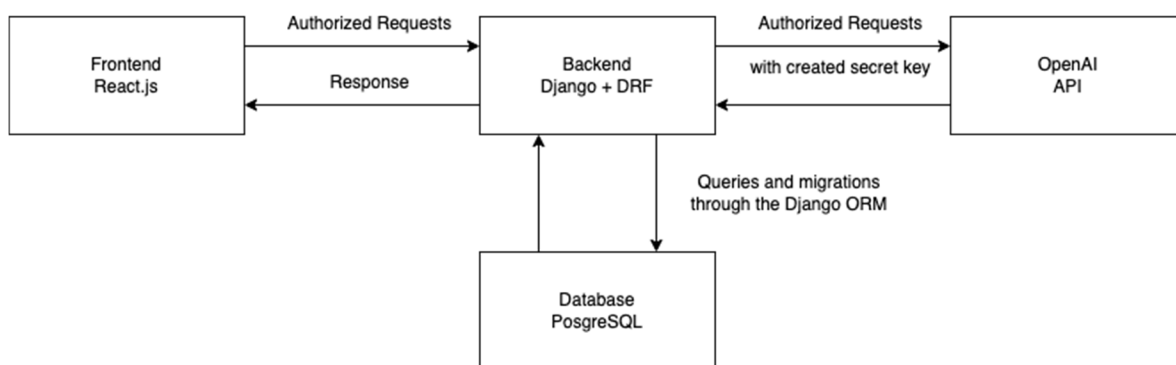 Authorized Requests
Authorized Requests
Frontend
React.js
Backend
Django + DRF
OpenAI
API
Response
with created secret key
Queries and migrations
through the Django ORM
Database
PosgreSQL